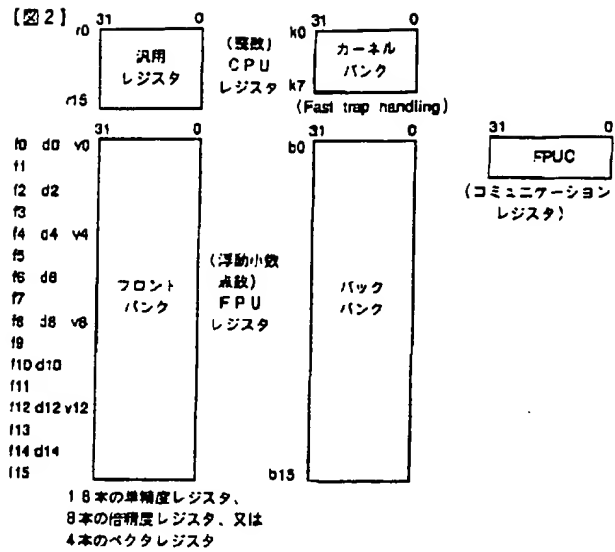 【図2】
31 0
r0
汎用
レジスタ
r15
(整数)
CPU
レジスタ
31 0
k0
カーネル
バンク
k7
(Fast trap handling)
31 0
f0 d0 v0
f1
f2 d2
f3
f4 d4 v4
f5
f6 d6
f7
f8 d8 v8
f9
f10 d10
f11
f12 d12 v12
f13
f14 d14
f15
フロント
バンク
(浮動小数
点数)
FPU
レジスタ
31 0
b0
バック
バンク
b15
31 0
FPUC
(コミュニケーション
レジスタ)
16本の単精度レジスタ、
8本の倍精度レジスタ、又は
4本のベクタレジスタ